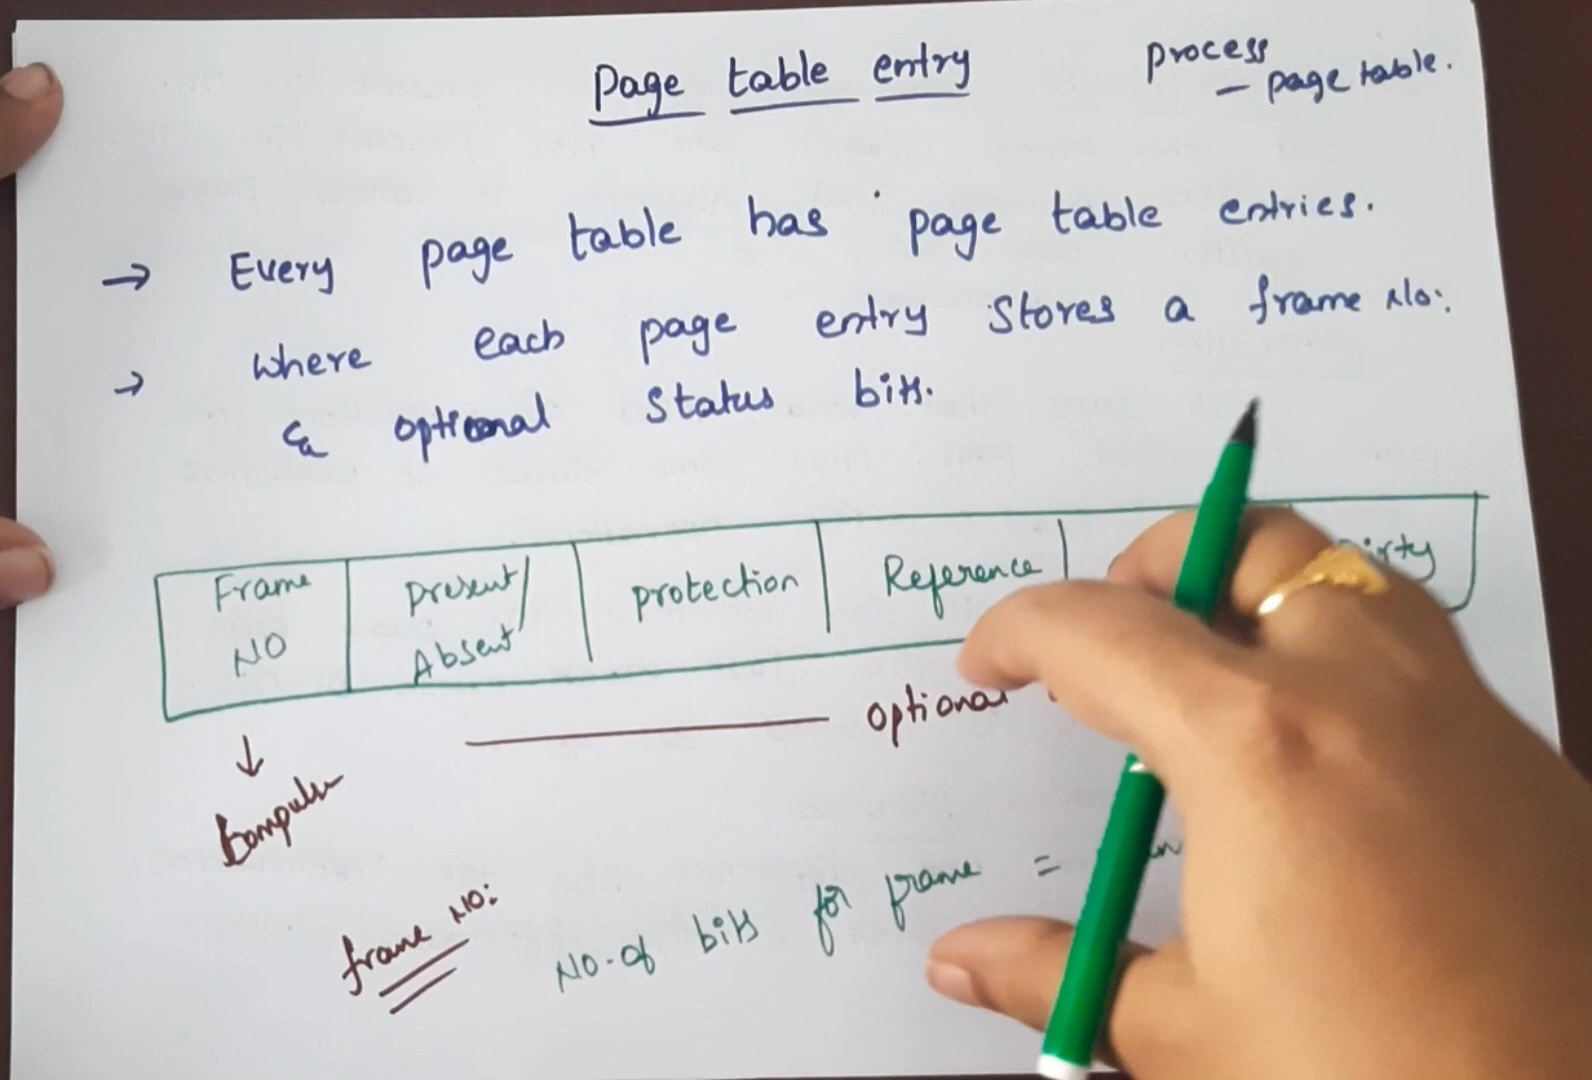 Page table entry
process
- page table.
→ Every page table has page table entries.
→ where each page entry stores a frame No:
& optional status bits.
Frame NO
Present/ Absent
protection
Reference
Dirty
↓
optional
frame No:
No. of bits for frame =